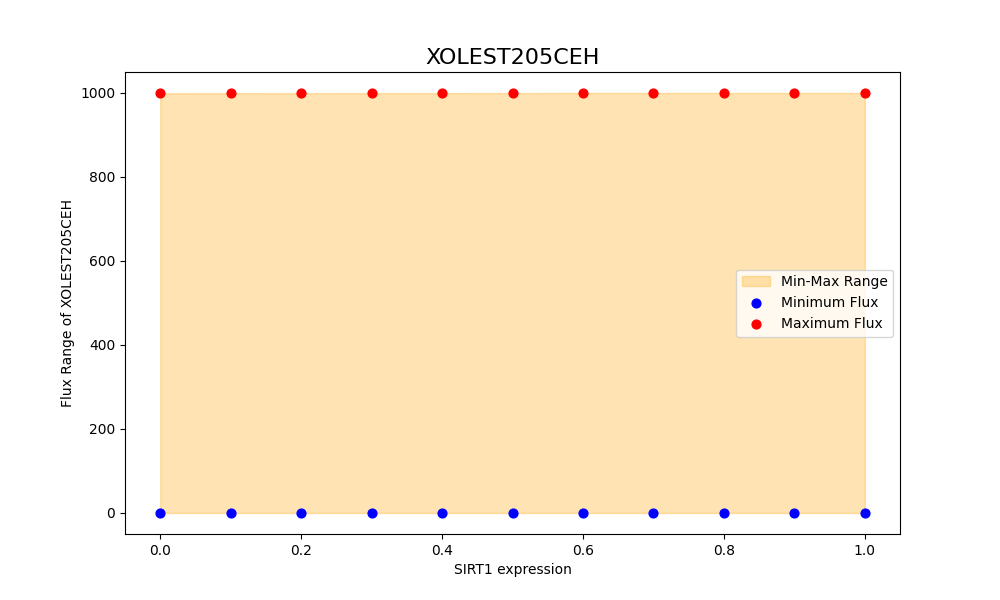 XOLEST205CEH
Flux Range of XOLEST205CEH
1000
800
600
400
200
0
Min-Max Range
Minimum Flux
Maximum Flux
0.0 0.2 0.4 0.6 0.8 1.0
SIRT1 expression